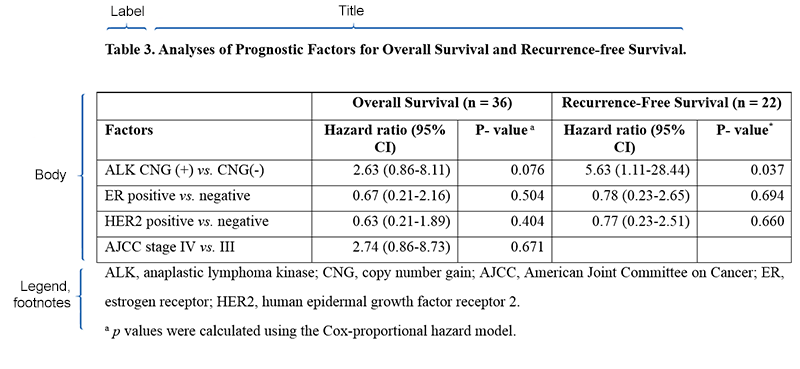 Label Title
Table 3. Analyses of Prognostic Factors for Overall Survival and Recurrence-free Survival.
Overall Survival (n = 36) Recurrence-Free Survival (n = 22)
Factors Hazard ratio (95% CI) P- value a Hazard ratio (95% CI) P- value*
ALK CNG (+) vs. CNG(-) 2.63 (0.86-8.11) 0.076 5.63 (1.11-28.44) 0.037
Body
ER positive vs. negative 0.67 (0.21-2.16) 0.504 0.78 (0.23-2.65) 0.694
HER2 positive vs. negative 0.63 (0.21-1.89) 0.404 0.77 (0.23-2.51) 0.660
AJCC stage IV vs. III 2.74 (0.86-8.73) 0.671
Legend, footnotes
ALK, anaplastic lymphoma kinase; CNG, copy number gain; AJCC, American Joint Committee on Cancer; ER,
estrogen receptor; HER2, human epidermal growth factor receptor 2.
a p values were calculated using the Cox-proportional hazard model.